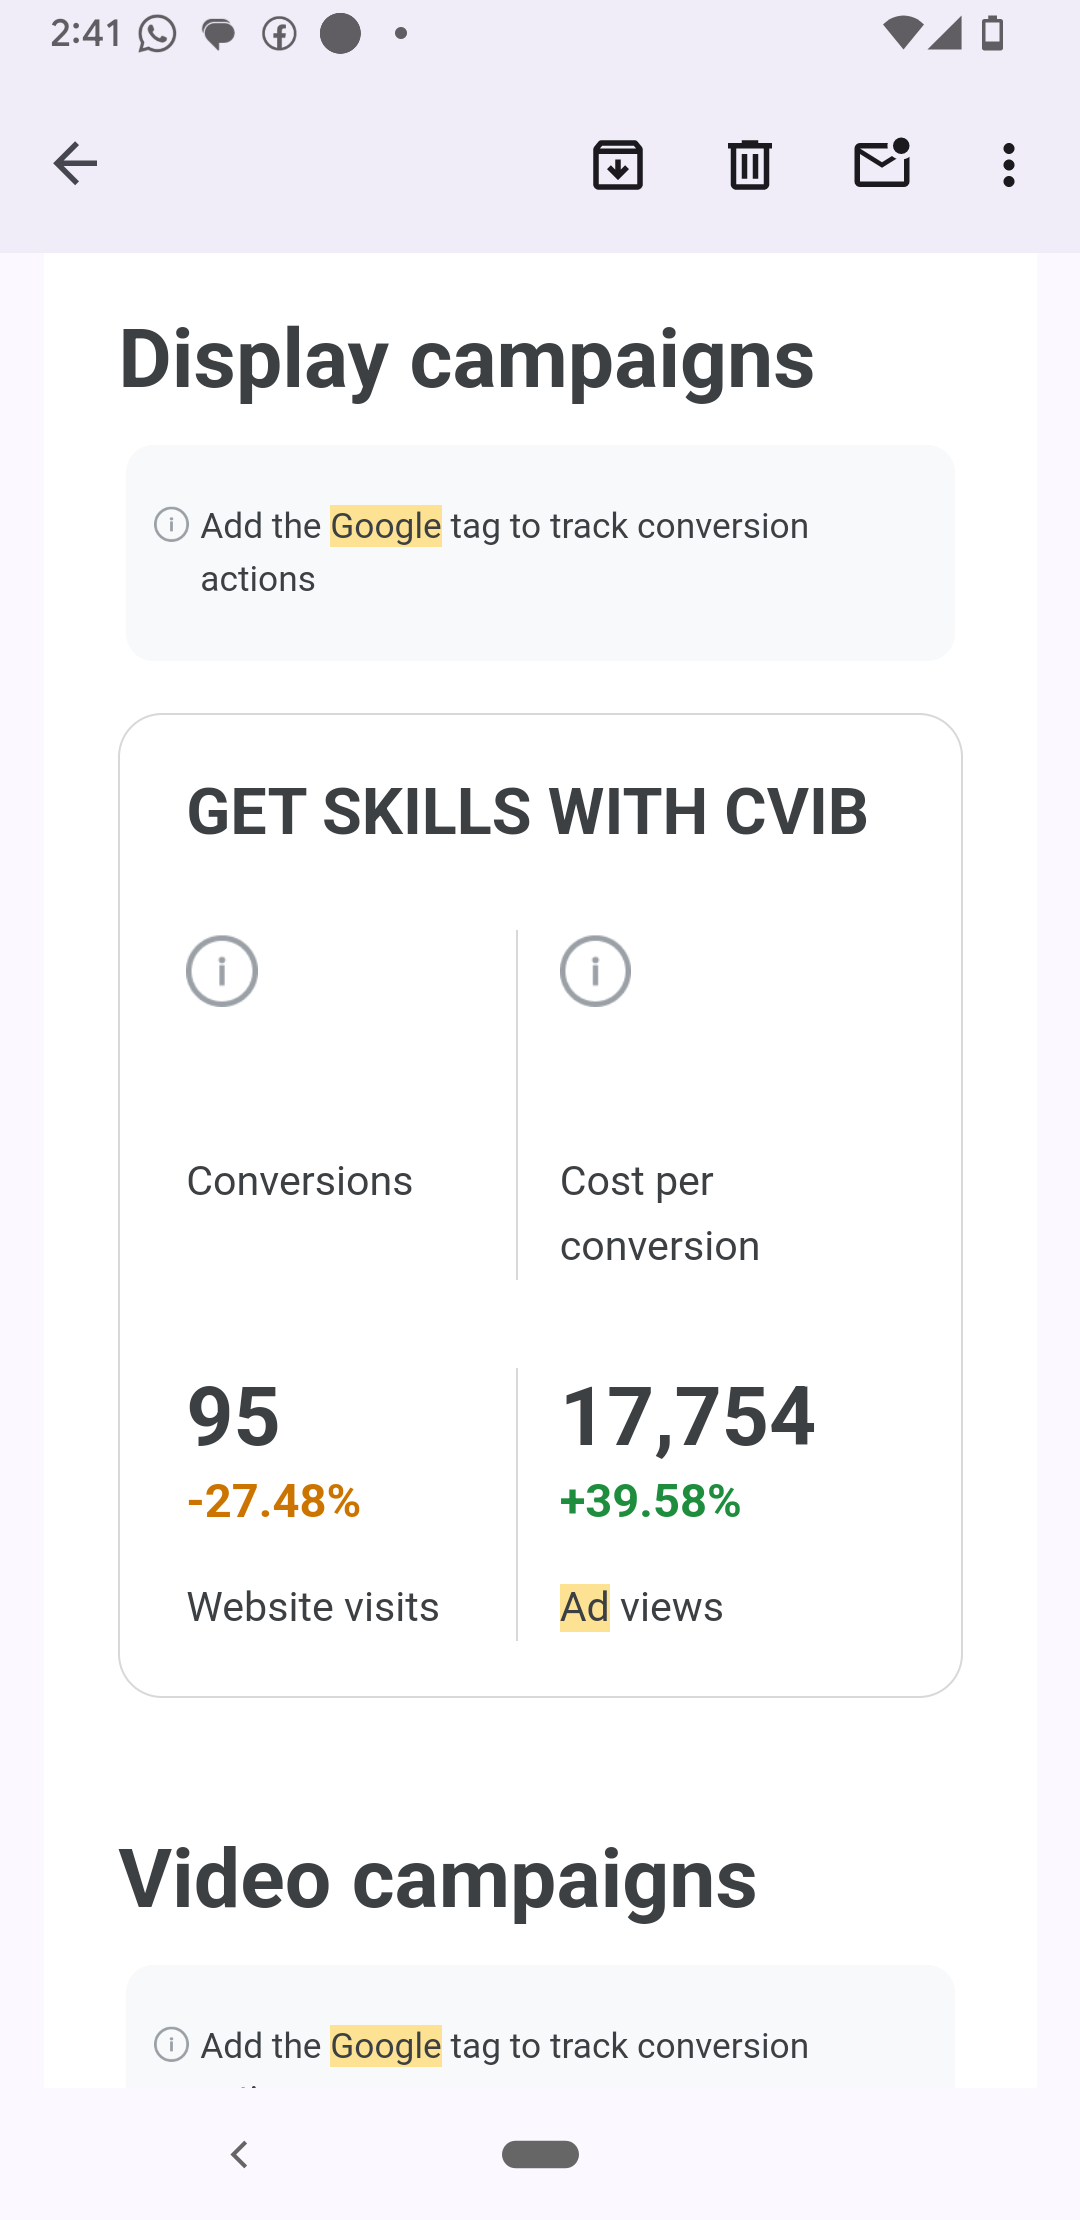 2:41
Display campaigns
Add the Google tag to track conversion
actions
GET SKILLS WITH CVIB
Conversions
Cost per
conversion
95
-27.48%
Website visits
17,754
+39.58%
Ad views
Video campaigns
Add the Google tag to track conversion